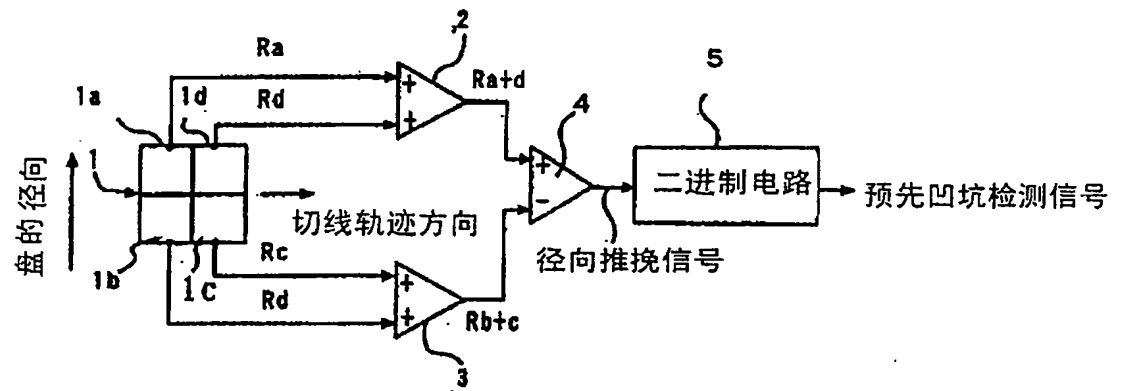 2
5
Ra
Ra+d
1a
1d
Rd
4
盘的径向
1
二进制电路
预先凹坑检测信号
切线轨迹方向
径向推挽信号
1b
1C
Rc
Rd
Rb+c
3